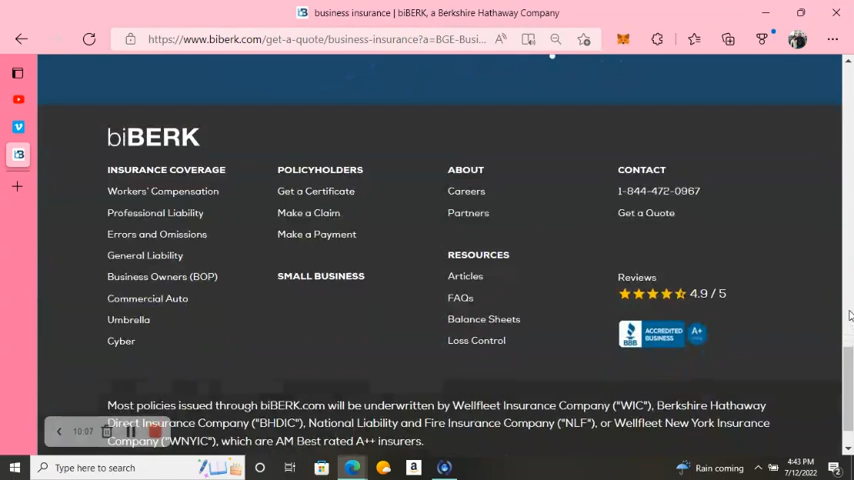 business insurance | biBERK, a Berkshire Hathaway Company
https://www.biberk.com/get-a-quote/business-insurance?a=BGE-Busi...
biBERK
INSURANCE COVERAGE
Workers' Compensation
Professional Liability
Errors and Omissions
General Liability
Business Owners (BOP)
Commercial Auto
Umbrella
Cyber
POLICYHOLDERS
Get a Certificate
Make a Claim
Make a Payment
SMALL BUSINESS
ABOUT
Careers
Partners
RESOURCES
Articles
FAQs
Balance Sheets
Loss Control
CONTACT
1-844-472-0967
Get a Quote
Reviews
4.9 / 5
BBB ACCREDITED BUSINESS A+
Most policies issued through biBERK.com will be underwritten by Wellfleet Insurance Company ("WIC"), Berkshire Hathaway
Direct Insurance Company ("BHDIC"), National Liability and Fire Insurance Company ("NLF"), or Wellfleet New York Insurance
Company ("WNYIC"), which are AM Best rated A++ insurers.
10:07
Type here to search
Rain coming
4:43 PM
7/12/2022
2